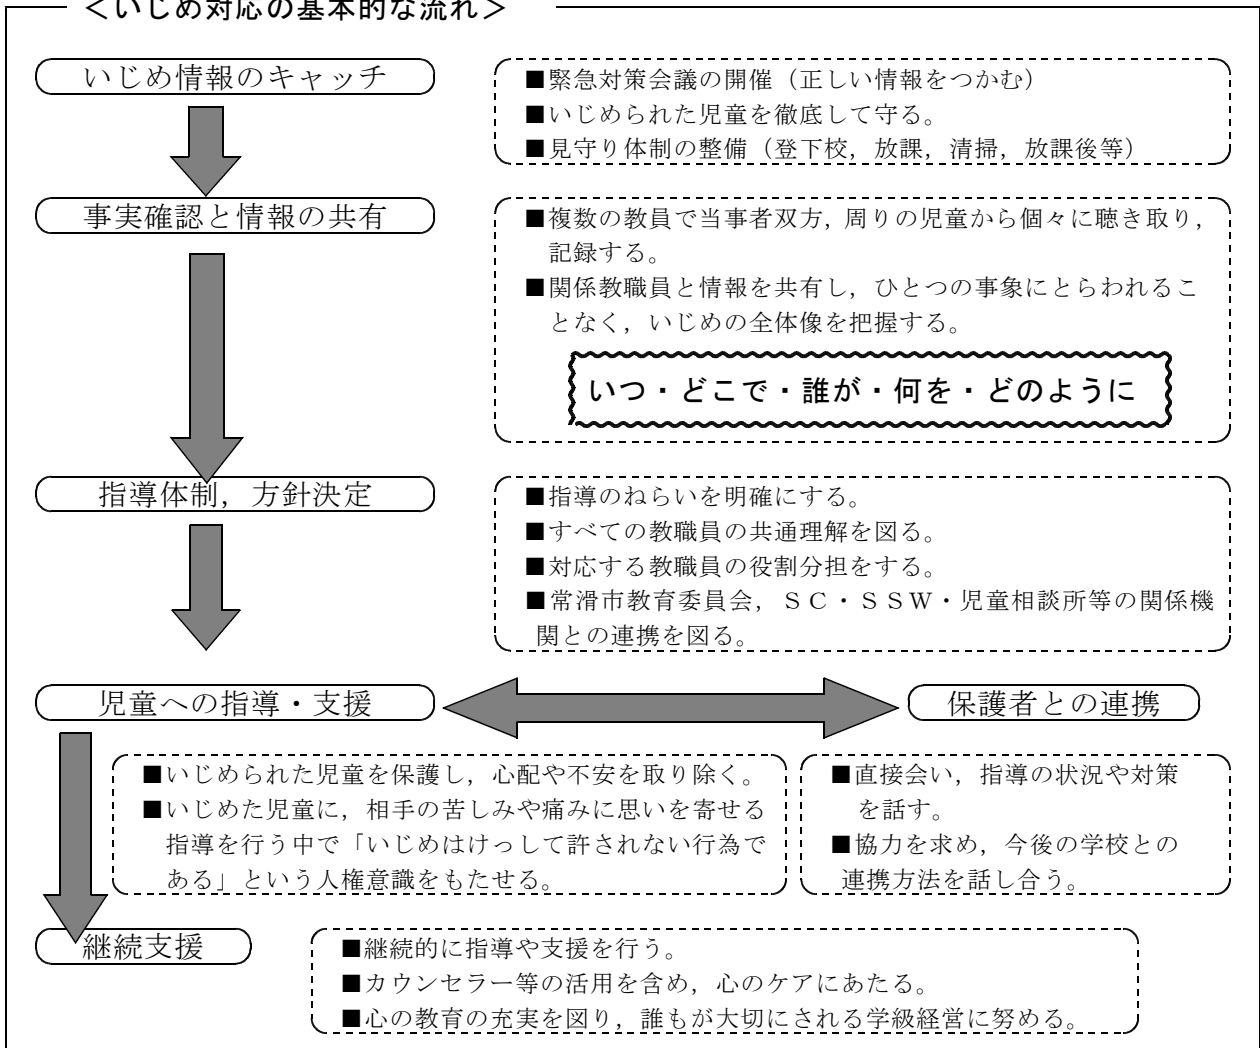 ＜いじめ対応の基本的な流れ＞
いじめ情報のキャッチ
■緊急対策会議の開催（正しい情報をつかむ）
■いじめられた児童を徹底して守る。
■見守り体制の整備（登下校，放課，清掃，放課後等）
事実確認と情報の共有
■複数の教員で当事者双方，周りの児童から個々に聴き取り，
記録する。
■関係教職員と情報を共有し，ひとつの事象にとらわれるこ
となく，いじめの全体像を把握する。
いつ・どこで・誰が・何を・どのように
指導体制，方針決定
■指導のねらいを明確にする。
■すべての教職員の共通理解を図る。
■対応する教職員の役割分担をする。
■常滑市教育委員会，ＳＣ・ＳＳＷ・児童相談所等の関係機
関との連携を図る。
児童への指導・支援
保護者との連携
■いじめられた児童を保護し，心配や不安を取り除く。
■いじめた児童に，相手の苦しみや痛みに思いを寄せる
指導を行う中で「いじめはけっして許されない行為で
ある」という人権意識をもたせる。
■直接会い，指導の状況や対策
を話す。
■協力を求め，今後の学校との
連携方法を話し合う。
継続支援
■継続的に指導や支援を行う。
■カウンセラー等の活用を含め，心のケアにあたる。
■心の教育の充実を図り，誰もが大切にされる学級経営に努める。